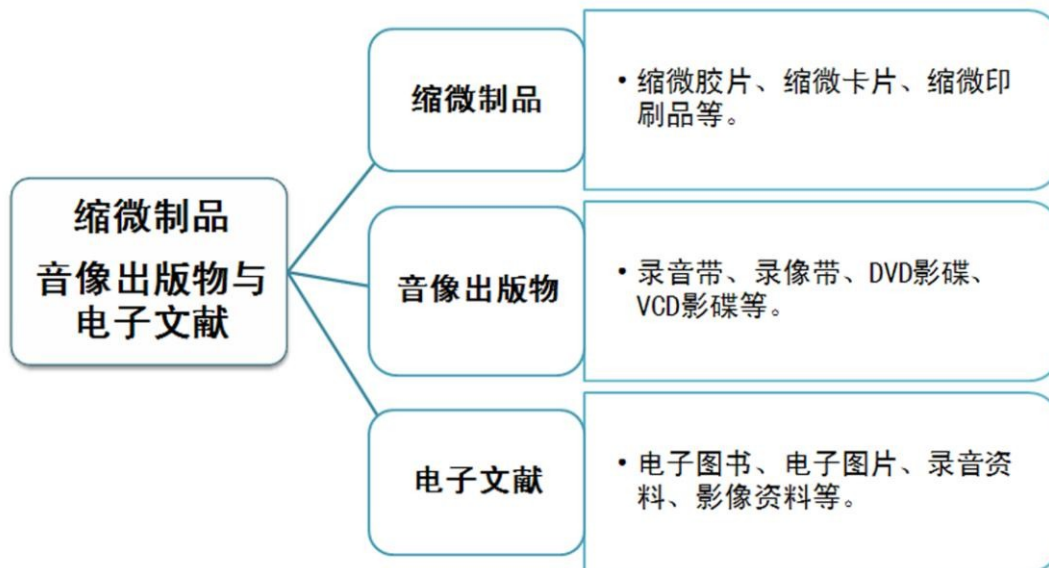 缩微制品
音像出版物与
电子文献
缩微制品
• 缩微胶片、缩微卡片、缩微印
刷品等。
音像出版物
• 录音带、录像带、DVD影碟、
VCD影碟等。
电子文献
• 电子图书、电子图片、录音资
料、影像资料等。